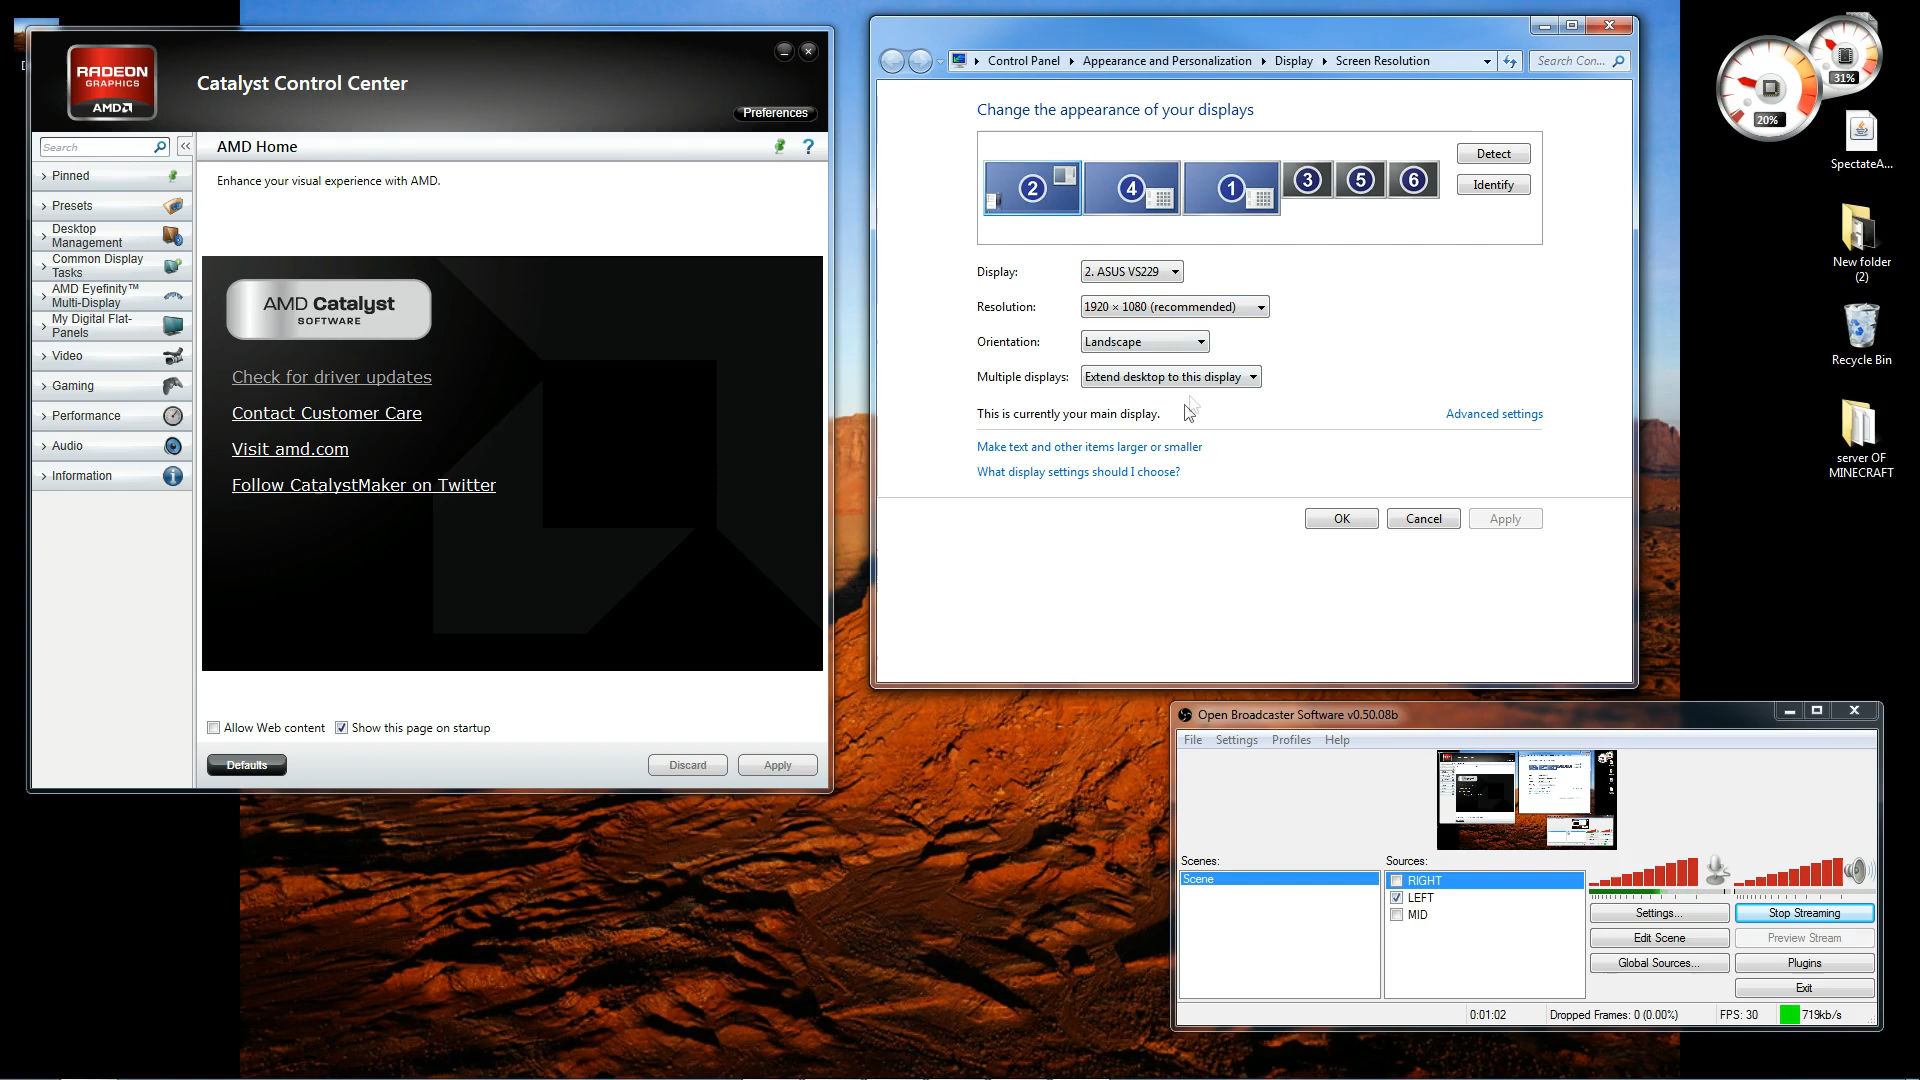 RADEON
GRAPHICS
AMD
Catalyst Control Center
Preferences
Search
AMD Home
Pinned
Presets
Desktop
Management
Common Display
Tasks
AMD Eyefinity™
Multi-Display
My Digital Flat-
Panels
Video
Gaming
Performance
Audio
Information
Enhance your visual experience with AMD.
AMD Catalyst
SOFTWARE
Check for driver updates
Contact Customer Care
Visit amd.com
Follow CatalystMaker on Twitter
Allow Web content
Show this page on startup
Defaults
Discard
Apply
Control Panel
Appearance and Personalization
Display
Screen Resolution
Search Con...
Change the appearance of your displays
2
4
1
3
5
6
Detect
Identify
Display:
2. ASUS VS229
Resolution:
1920 × 1080 (recommended)
Orientation:
Landscape
Multiple displays:
Extend desktop to this display
This is currently your main display.
Advanced settings
Make text and other items larger or smaller
What display settings should I choose?
OK
Cancel
Apply
31%
20%
SpectateA...
New folder
(2)
Recycle Bin
server OF
MINECRAFT
Open Broadcaster Software v0.50.08b
File
Settings
Profiles
Help
Scenes:
Scene
Sources:
RIGHT
LEFT
MID
Settings...
Stop Streaming
Edit Scene
Preview Stream
Global Sources...
Plugins
Exit
0:01:02
Dropped Frames: 0 (0.00%)
FPS: 30
719kb/s